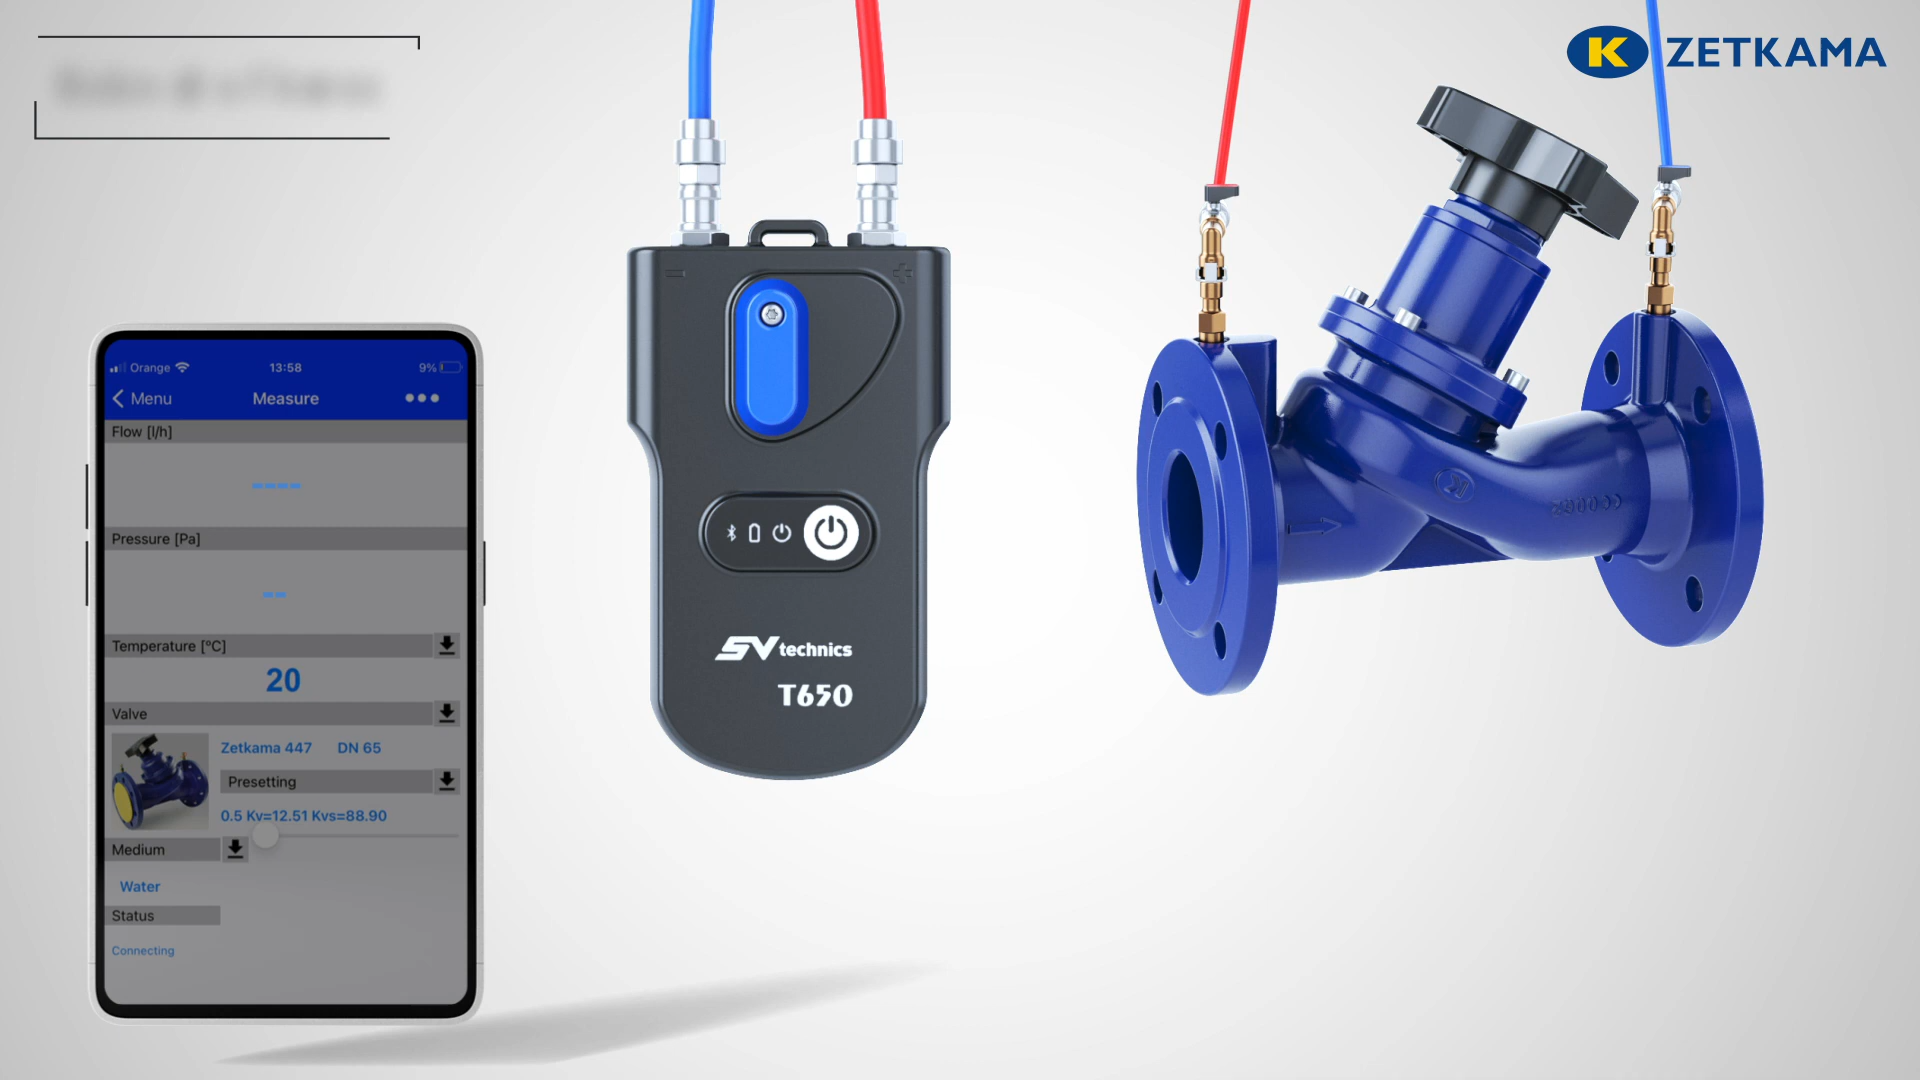 K ZETKAMA
Orange 13:58 9%
Menu Measure
Flow [l/h]
----
Pressure [Pa]
--
Temperature [°C]
20
Valve
Zetkama 447 DN 65
Presetting
0.5 Kv=12.51 Kvs=88.90
Medium
Water
Status
Connecting
SV technics
T650
K